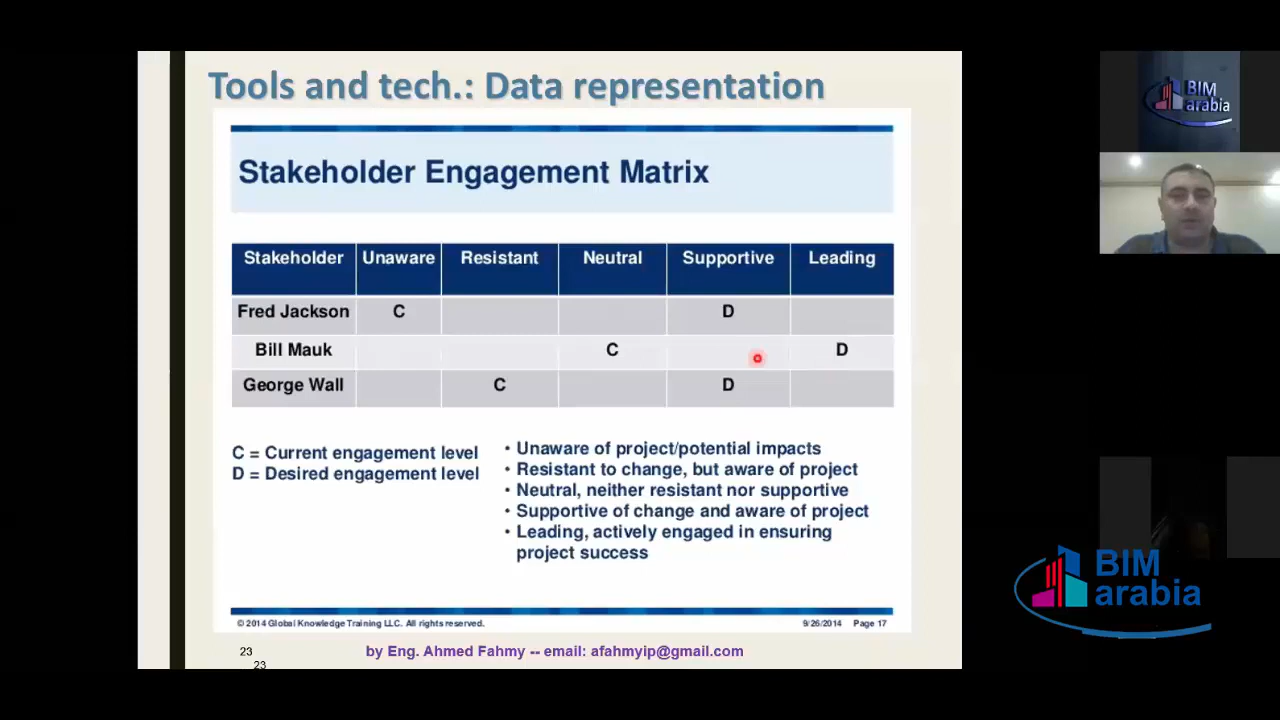 Tools and tech.: Data representation
Stakeholder Engagement Matrix
Stakeholder Unaware Resistant Neutral Supportive Leading
Fred Jackson C D
Bill Mauk C D
George Wall C D
C = Current engagement level
D = Desired engagement level
• Unaware of project/potential impacts
• Resistant to change, but aware of project
• Neutral, neither resistant nor supportive
• Supportive of change and aware of project
• Leading, actively engaged in ensuring
project success
© 2014 Global Knowledge Training LLC. All rights reserved.
9/26/2014 Page 17
23
23
by Eng. Ahmed Fahmy -- email: afahmyip@gmail.com
BIM
arabia
BIM
arabia